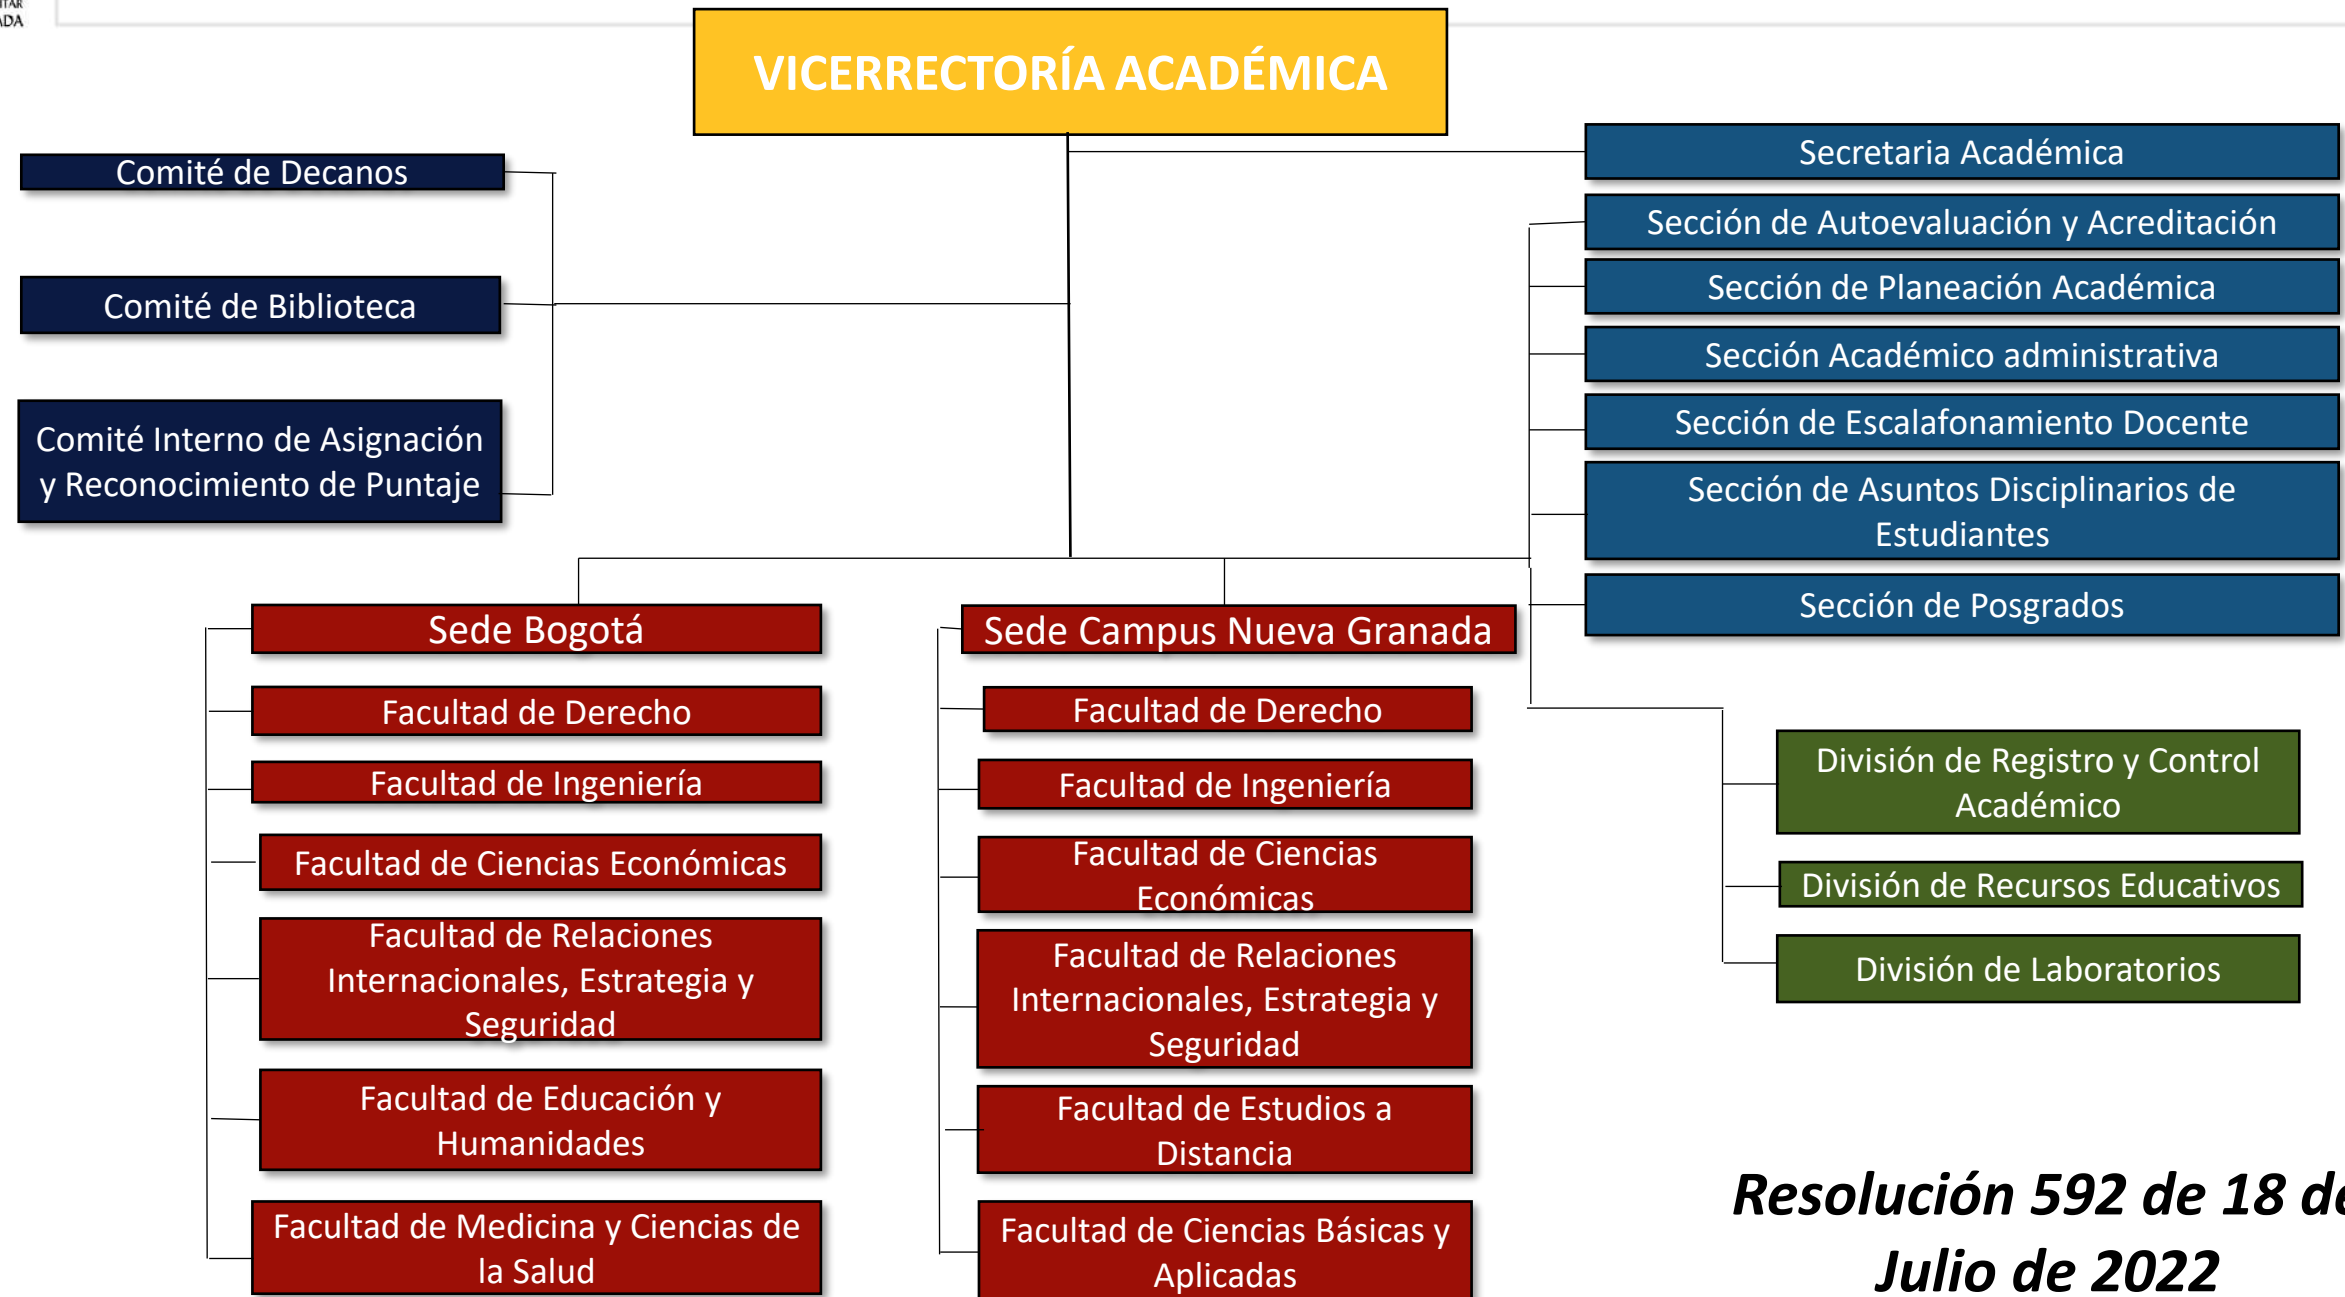 VICERRECTORÍA ACADÉMICA
Comité de Decanos
Comité de Biblioteca
Comité Interno de Asignación
y Reconocimiento de Puntaje
Secretaria Académica
Sección de Autoevaluación y Acreditación
Sección de Planeación Académica
Sección Académico administrativa
Sección de Escalafonamiento Docente
Sección de Asuntos Disciplinarios de
Estudiantes
Sección de Posgrados
Sede Bogotá
Facultad de Derecho
Facultad de Ingeniería
Facultad de Ciencias Económicas
Facultad de Relaciones
Internacionales, Estrategia y
Seguridad
Facultad de Educación y
Humanidades
Facultad de Medicina y Ciencias de
la Salud
Sede Campus Nueva Granada
Facultad de Derecho
Facultad de Ingeniería
Facultad de Ciencias
Económicas
Facultad de Relaciones
Internacionales, Estrategia y
Seguridad
Facultad de Estudios a
Distancia
Facultad de Ciencias Básicas y
Aplicadas
División de Registro y Control
Académico
División de Recursos Educativos
División de Laboratorios
Resolución 592 de 18 de
Julio de 2022